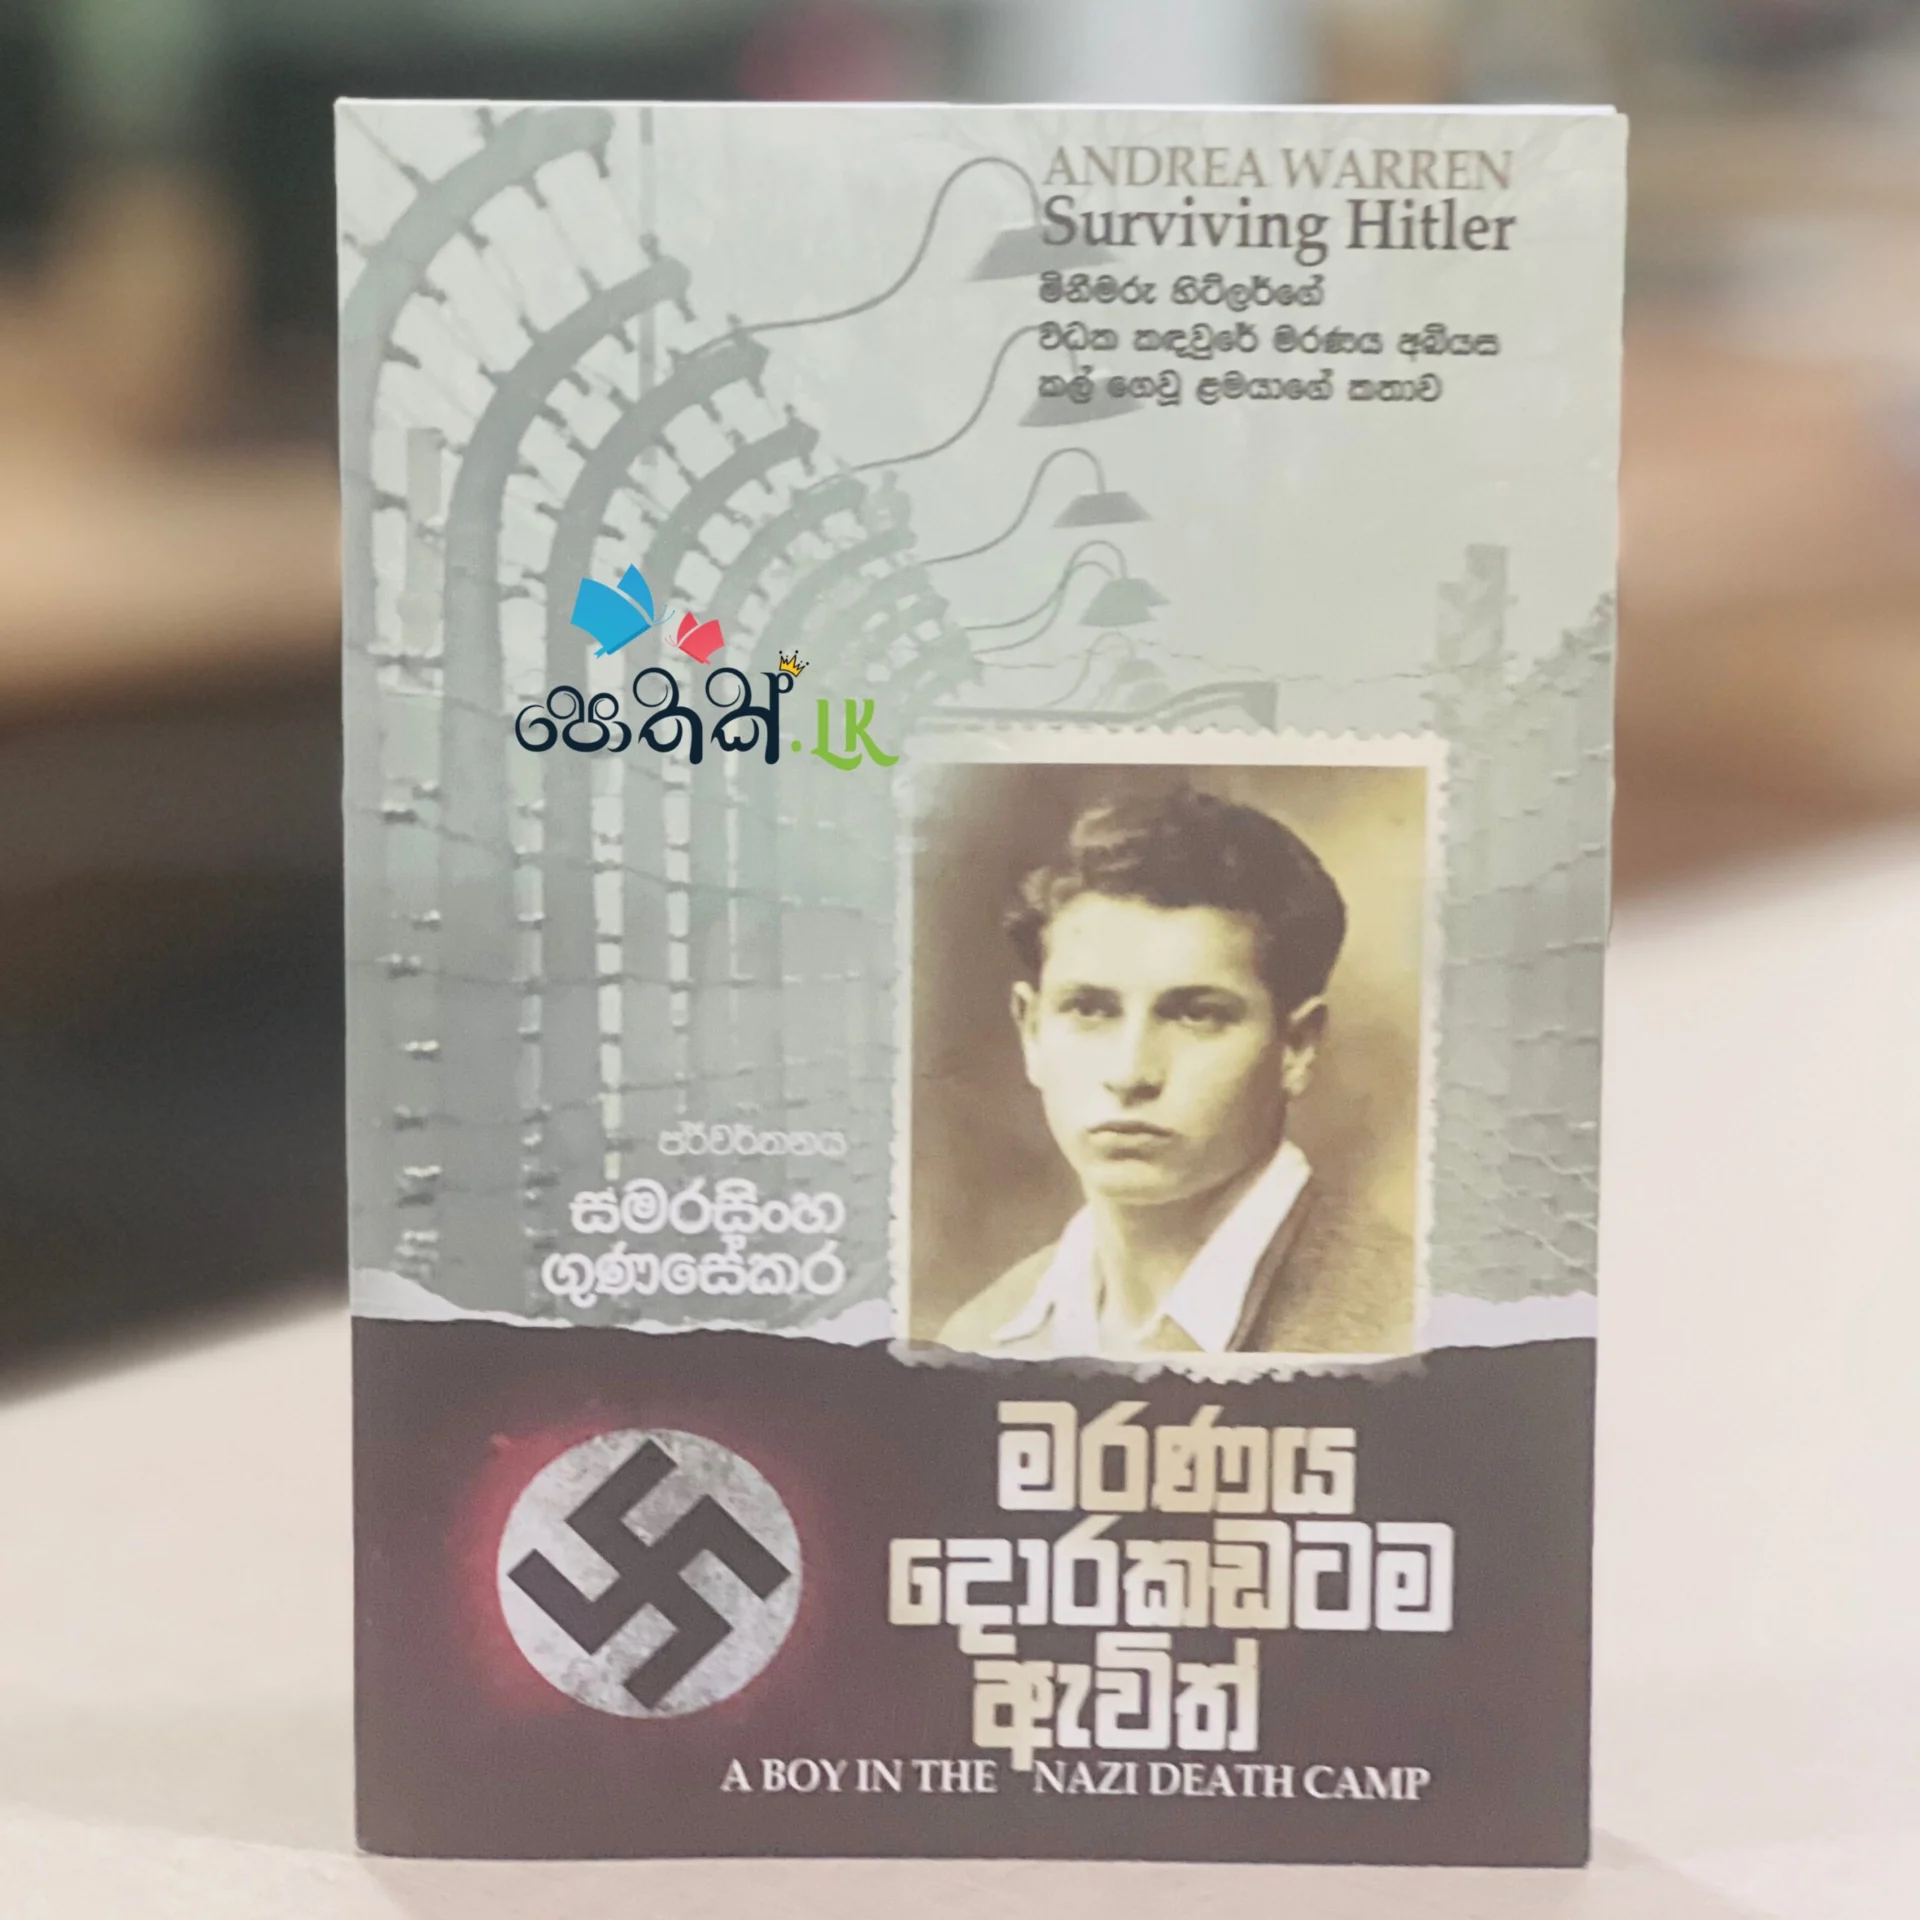 ANDREA WARREN
Surviving Hitler
මිනීමරු හිට්ලර්ගේ
වධක කඳවුරේ මරණය අබියස
කල් ගෙවූ ළමයාගේ කතාව
පොතක්.LK
පරිවර්තනය
සමරසිංහ
ගුණසේකර
මරණය
දොරකඩටම
ඇවිත්
A BOY IN THE NAZI DEATH CAMP